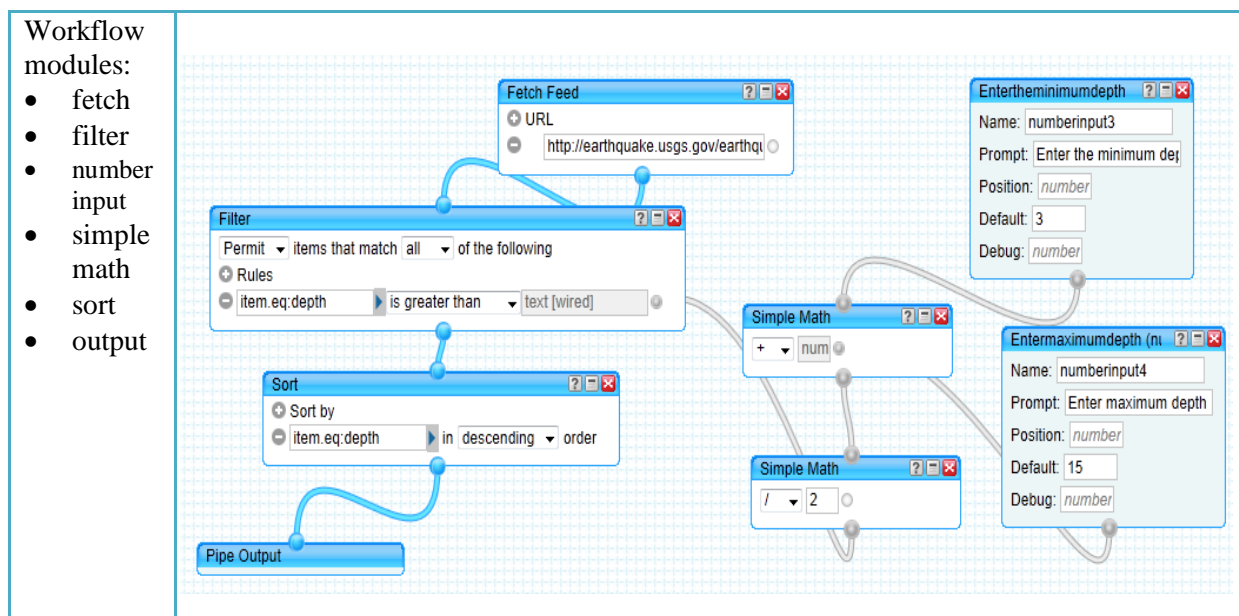 Workflow
modules:
• fetch
• filter
• number
input
• simple
math
• sort
• output
Fetch Feed
URL
http://earthquake.usgs.gov/earthqu
Filter
Permit items that match all of the following
Rules
item.eq:depth is greater than text [wired]
Sort
Sort by
item.eq:depth in descending order
Pipe Output
Simple Math
+ num
Simple Math
/ 2
Entertheminimumdepth
Name: numberinput3
Prompt: Enter the minimum dep
Position: number
Default: 3
Debug: number
Entermaximumdepth (nu
Name: numberinput4
Prompt: Enter maximum depth
Position: number
Default: 15
Debug: number